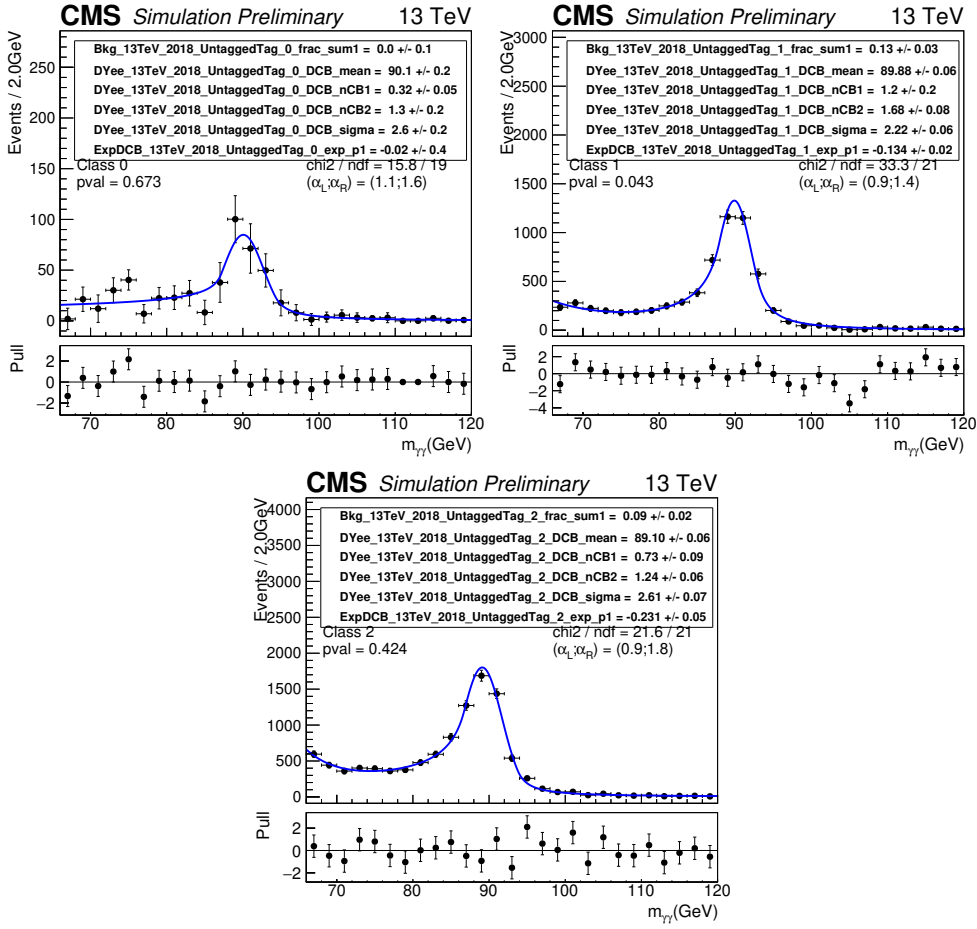 CMS Simulation Preliminary 13 TeV
Events / 2.0GeV
Bkg_13TeV_2018_UntaggedTag_0_frac_sum1 = 0.0 +/- 0.1
DYee_13TeV_2018_UntaggedTag_0_DCB_mean = 90.1 +/- 0.2
DYee_13TeV_2018_UntaggedTag_0_DCB_nCB1 = 0.32 +/- 0.05
DYee_13TeV_2018_UntaggedTag_0_DCB_nCB2 = 1.3 +/- 0.2
DYee_13TeV_2018_UntaggedTag_0_DCB_sigma = 2.6 +/- 0.2
ExpDCB_13TeV_2018_UntaggedTag_0_exp_p1 = -0.02 +/- 0.4
Class 0 chi2 / ndf = 15.8 / 19
pval = 0.673 (α_L;α_R) = (1.1;1.6)
250
200
150
100
50
0
Pull
2
0
−2
70 80 90 100 110 120
m_γγ(GeV)
CMS Simulation Preliminary 13 TeV
Events / 2.0GeV
Bkg_13TeV_2018_UntaggedTag_1_frac_sum1 = 0.13 +/- 0.03
DYee_13TeV_2018_UntaggedTag_1_DCB_mean = 89.88 +/- 0.06
DYee_13TeV_2018_UntaggedTag_1_DCB_nCB1 = 1.2 +/- 0.2
DYee_13TeV_2018_UntaggedTag_1_DCB_nCB2 = 1.68 +/- 0.08
DYee_13TeV_2018_UntaggedTag_1_DCB_sigma = 2.22 +/- 0.06
ExpDCB_13TeV_2018_UntaggedTag_1_exp_p1 = -0.134 +/- 0.02
Class 1 chi2 / ndf = 33.3 / 21
pval = 0.043 (α_L;α_R) = (0.9;1.4)
3000
2500
2000
1500
1000
500
0
Pull
2
0
−2
−4
70 80 90 100 110 120
m_γγ(GeV)
CMS Simulation Preliminary 13 TeV
Events / 2.0GeV
Bkg_13TeV_2018_UntaggedTag_2_frac_sum1 = 0.09 +/- 0.02
DYee_13TeV_2018_UntaggedTag_2_DCB_mean = 89.10 +/- 0.06
DYee_13TeV_2018_UntaggedTag_2_DCB_nCB1 = 0.73 +/- 0.09
DYee_13TeV_2018_UntaggedTag_2_DCB_nCB2 = 1.24 +/- 0.06
DYee_13TeV_2018_UntaggedTag_2_DCB_sigma = 2.61 +/- 0.07
ExpDCB_13TeV_2018_UntaggedTag_2_exp_p1 = -0.231 +/- 0.05
Class 2 chi2 / ndf = 21.6 / 21
pval = 0.424 (α_L;α_R) = (0.9;1.8)
4000
3500
3000
2500
2000
1500
1000
500
0
Pull
2
0
−2
70 80 90 100 110 120
m_γγ(GeV)